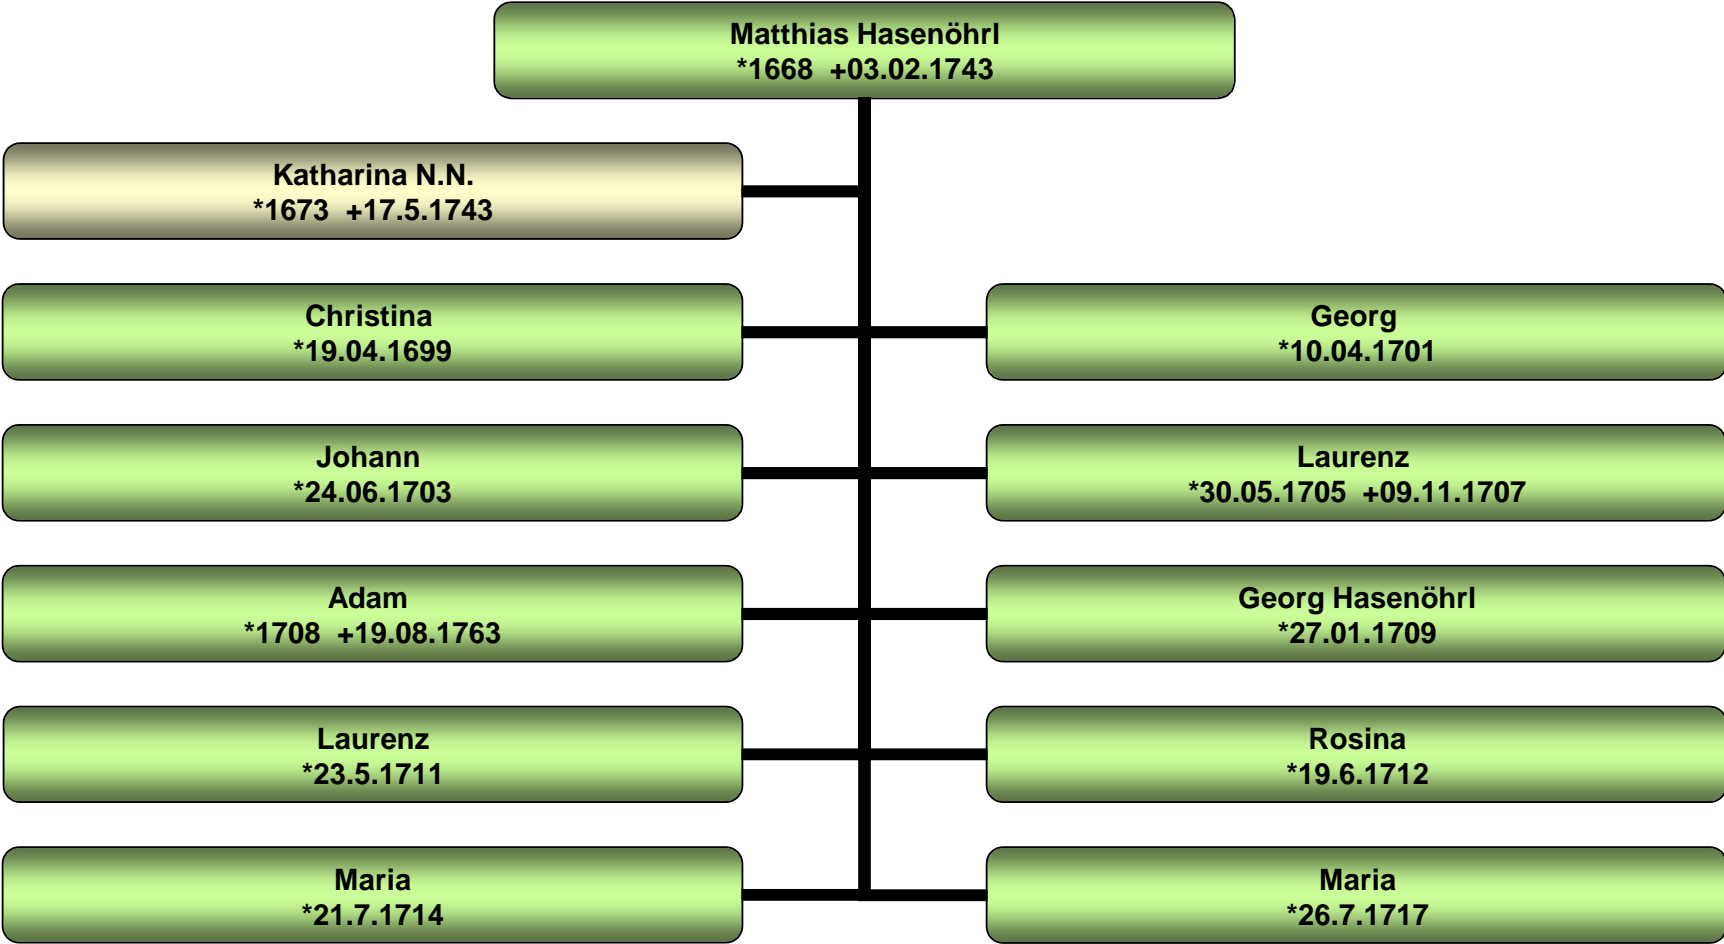 Matthias Hasenöhrl
*1668 +03.02.1743
Katharina N.N.
*1673 +17.5.1743
Christina
*19.04.1699
Georg
*10.04.1701
Johann
*24.06.1703
Laurenz
*30.05.1705 +09.11.1707
Adam
*1708 +19.08.1763
Georg Hasenöhrl
*27.01.1709
Laurenz
*23.5.1711
Rosina
*19.6.1712
Maria
*21.7.1714
Maria
*26.7.1717